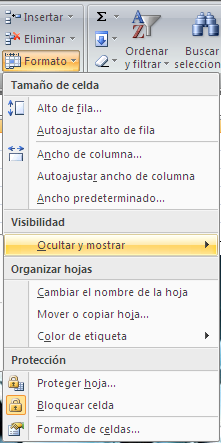 Insertar
Eliminar
Formato
Σ
A
Z
Ordenar
y filtrar
Buscar
seleccion
Tamaño de celda
Alto de fila...
Autoajustar alto de fila
Ancho de columna...
Autoajustar ancho de columna
Ancho predeterminado...
Visibilidad
Ocultar y mostrar
Organizar hojas
Cambiar el nombre de la hoja
Mover o copiar hoja...
Color de etiqueta
Protección
Proteger hoja...
Bloquear celda
Formato de celdas...